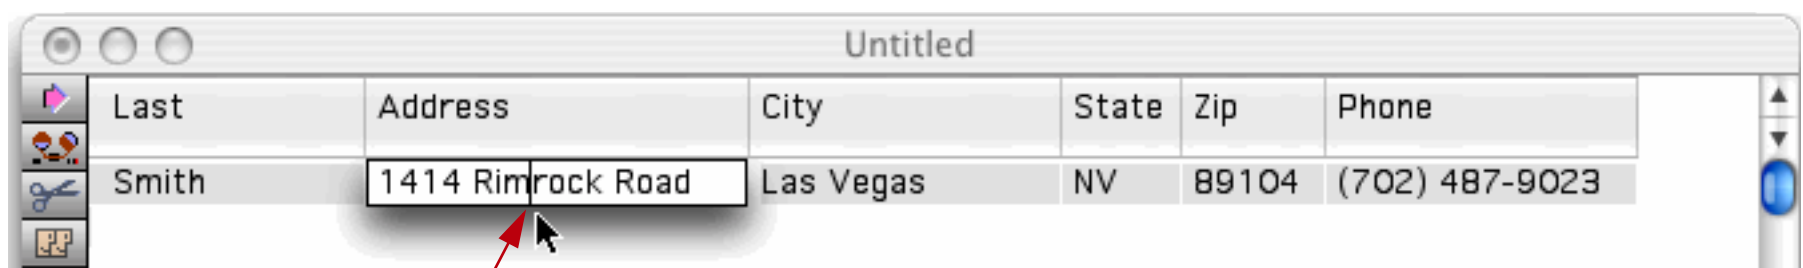 Untitled
Last Address City State Zip Phone
Smith 1414 Rimrock Road Las Vegas NV 89104 (702) 487-9023